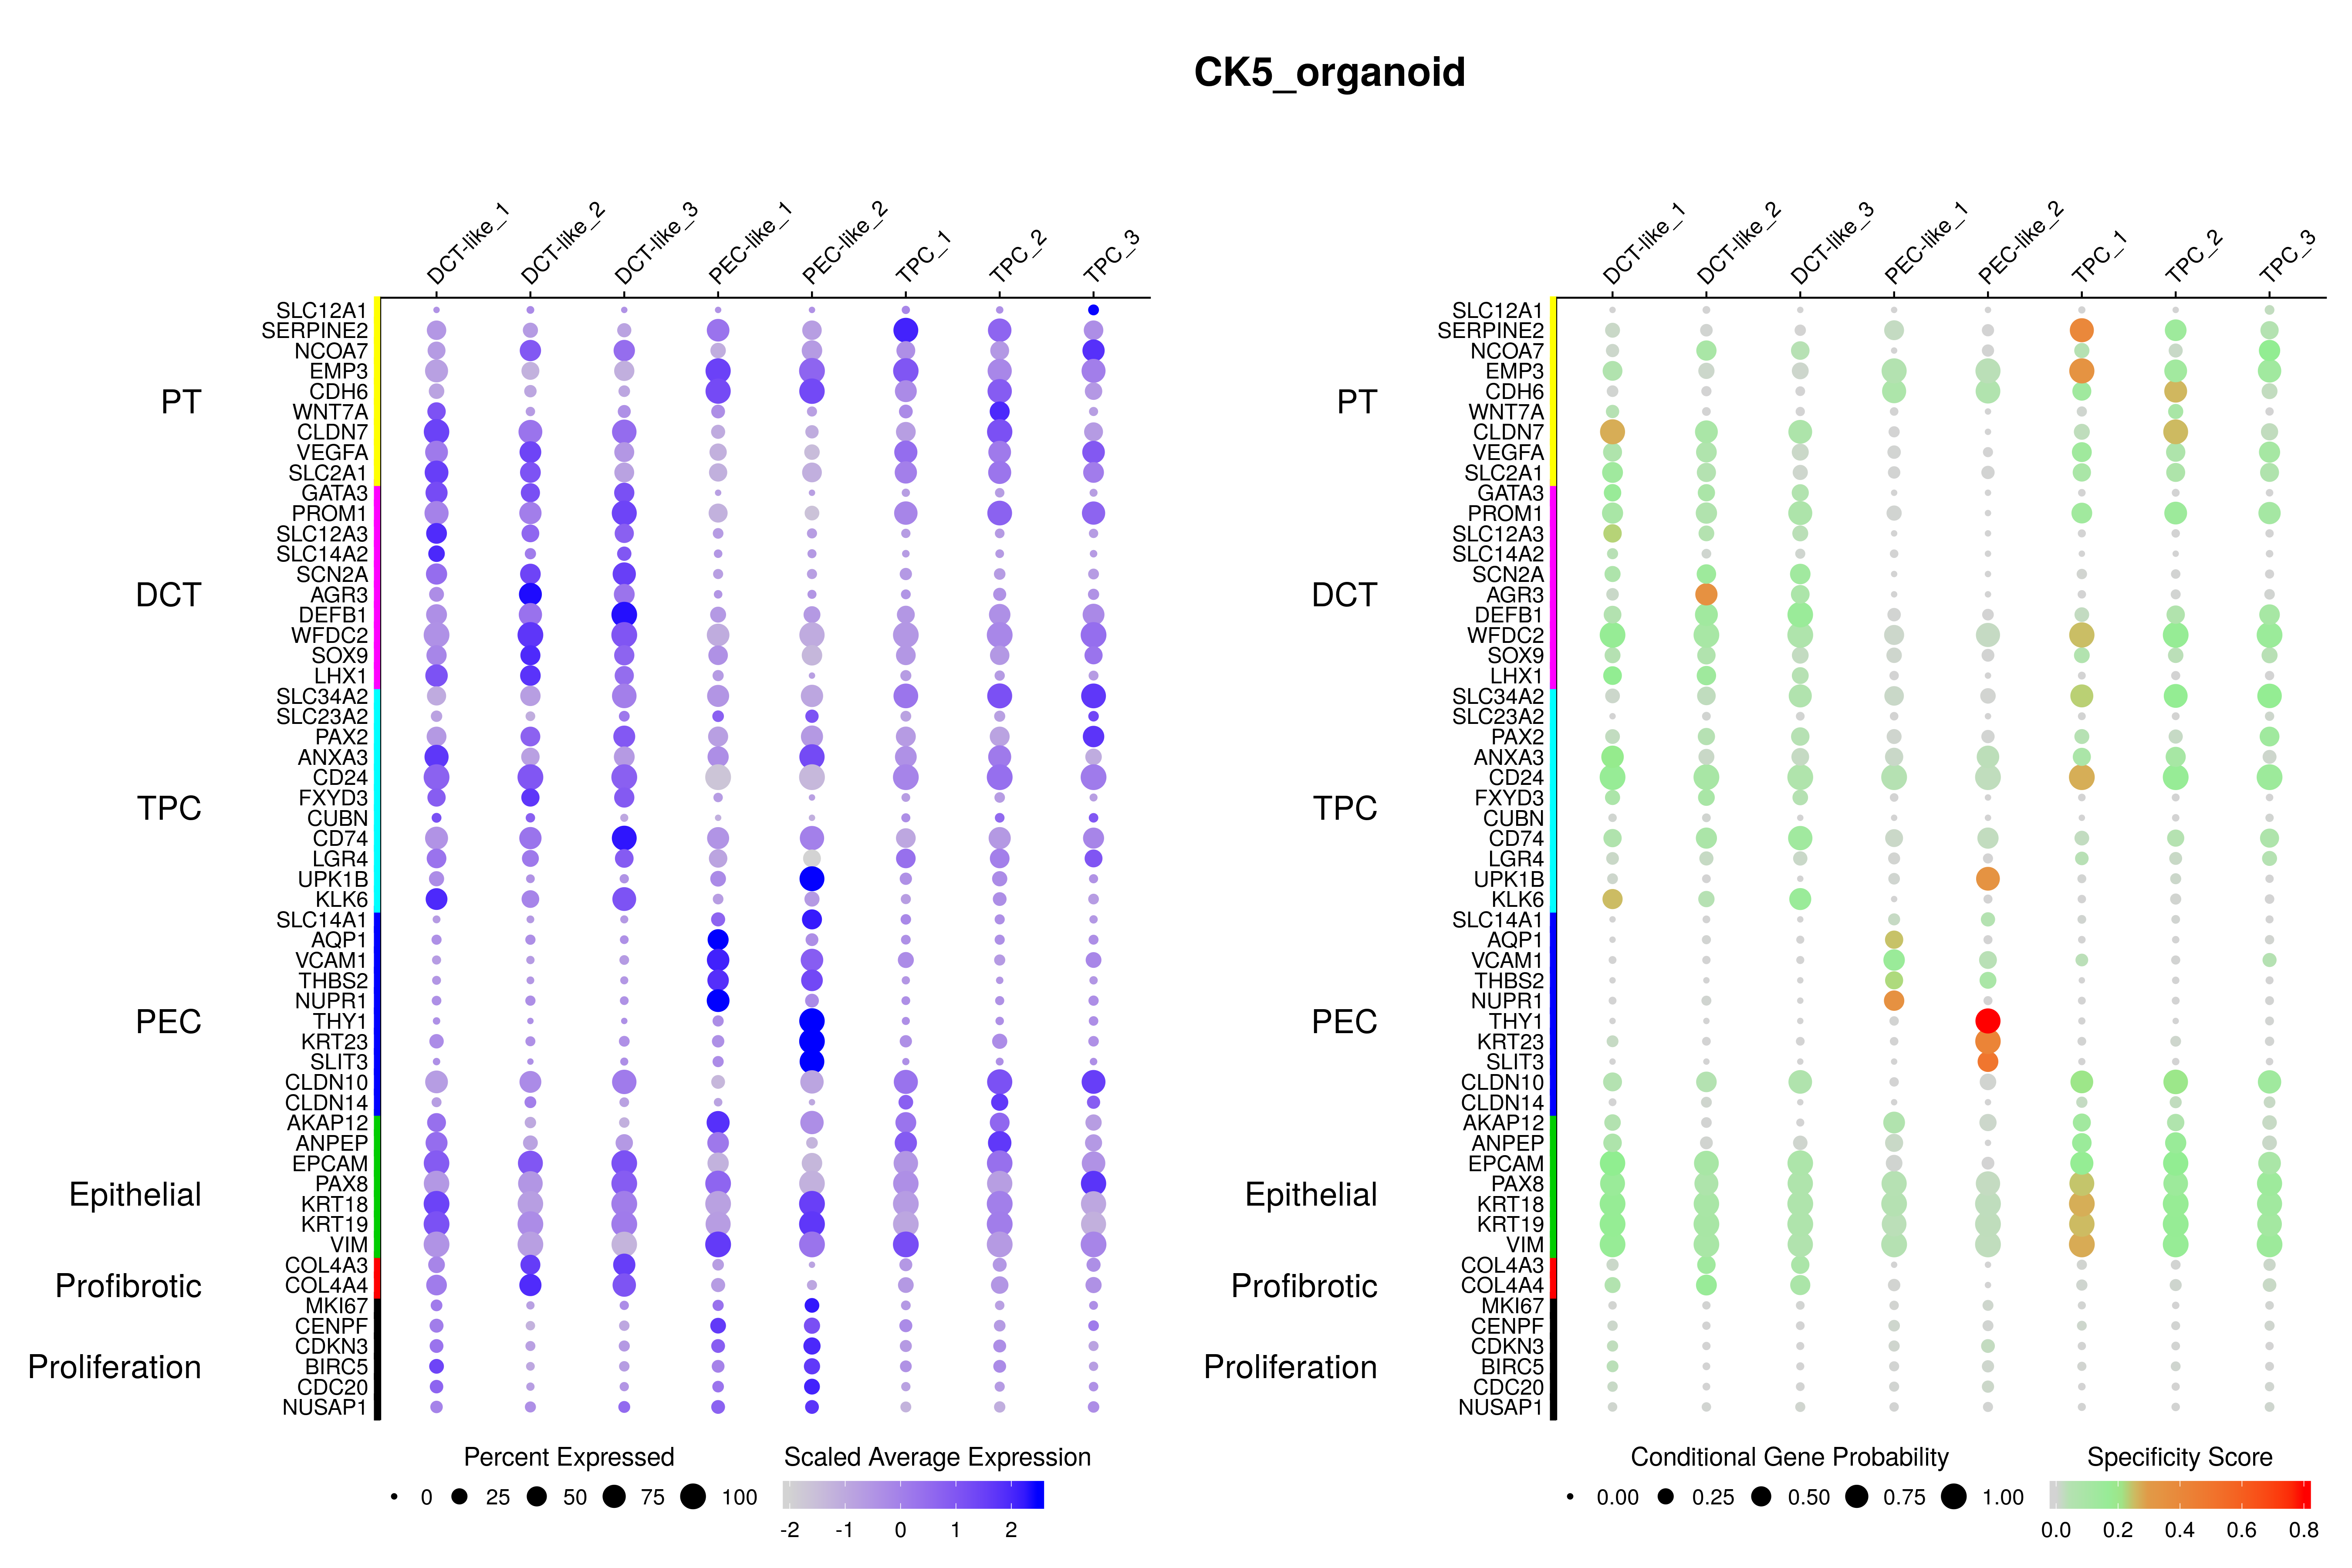 CK5_organoid
DCT-like_1 DCT-like_2 DCT-like_3 PEC-like_1 PEC-like_2 TPC_1 TPC_2 TPC_3
SLC12A1
SERPINE2
NCOA7
EMP3
CDH6
WNT7A
CLDN7
VEGFA
SLC2A1
GATA3
PROM1
SLC12A3
SLC14A2
SCN2A
AGR3
DEFB1
WFDC2
SOX9
LHX1
SLC34A2
SLC23A2
PAX2
ANXA3
CD24
FXYD3
CUBN
CD74
LGR4
UPK1B
KLK6
SLC14A1
AQP1
VCAM1
THBS2
NUPR1
THY1
KRT23
SLIT3
CLDN10
CLDN14
AKAP12
ANPEP
EPCAM
PAX8
KRT18
KRT19
VIM
COL4A3
COL4A4
MKI67
CENPF
CDKN3
BIRC5
CDC20
NUSAP1
PT
DCT
TPC
PEC
Epithelial
Profibrotic
Proliferation
Percent Expressed
0 25 50 75 100
Scaled Average Expression
-2 -1 0 1 2
DCT-like_1 DCT-like_2 DCT-like_3 PEC-like_1 PEC-like_2 TPC_1 TPC_2 TPC_3
SLC12A1
SERPINE2
NCOA7
EMP3
CDH6
WNT7A
CLDN7
VEGFA
SLC2A1
GATA3
PROM1
SLC12A3
SLC14A2
SCN2A
AGR3
DEFB1
WFDC2
SOX9
LHX1
SLC34A2
SLC23A2
PAX2
ANXA3
CD24
FXYD3
CUBN
CD74
LGR4
UPK1B
KLK6
SLC14A1
AQP1
VCAM1
THBS2
NUPR1
THY1
KRT23
SLIT3
CLDN10
CLDN14
AKAP12
ANPEP
EPCAM
PAX8
KRT18
KRT19
VIM
COL4A3
COL4A4
MKI67
CENPF
CDKN3
BIRC5
CDC20
NUSAP1
PT
DCT
TPC
PEC
Epithelial
Profibrotic
Proliferation
Conditional Gene Probability
0.00 0.25 0.50 0.75 1.00
Specificity Score
0.0 0.2 0.4 0.6 0.8